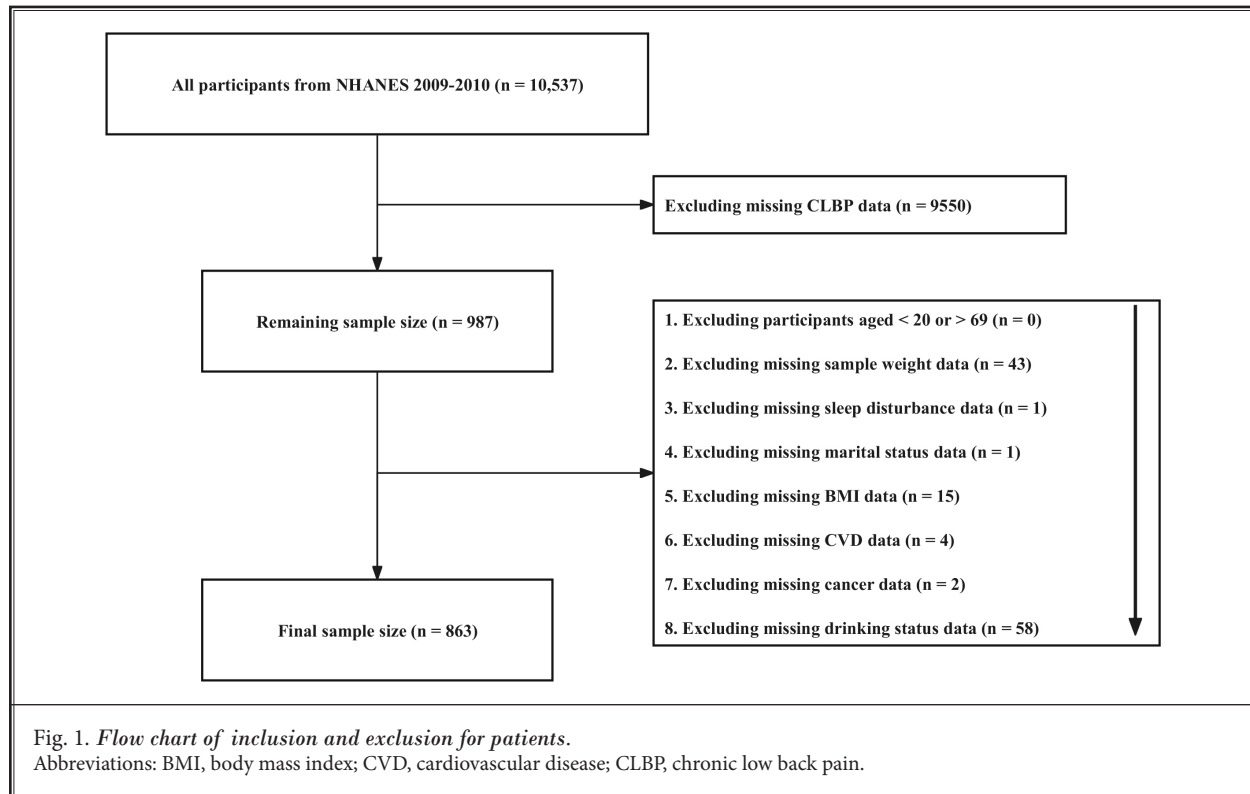 All participants from NHANES 2009-2010 (n = 10,537)
Excluding missing CLBP data (n = 9550)
Remaining sample size (n = 987)
1. Excluding participants aged < 20 or > 69 (n = 0)
2. Excluding missing sample weight data (n = 43)
3. Excluding missing sleep disturbance data (n = 1)
4. Excluding missing marital status data (n = 1)
5. Excluding missing BMI data (n = 15)
6. Excluding missing CVD data (n = 4)
7. Excluding missing cancer data (n = 2)
8. Excluding missing drinking status data (n = 58)
Final sample size (n = 863)
Fig. 1. Flow chart of inclusion and exclusion for patients.
Abbreviations: BMI, body mass index; CVD, cardiovascular disease; CLBP, chronic low back pain.